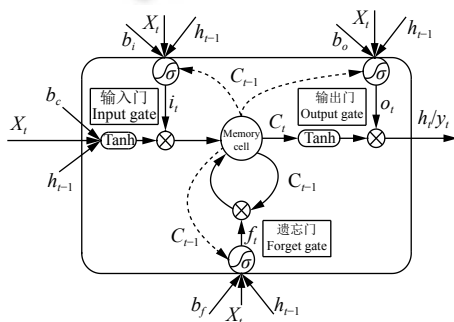 X_t
b_i
h_{t-1}
X_t
b_o
h_{t-1}
σ
σ
C_{t-1}
输入门
Input gate
i_t
输出门
Output gate
o_t
b_c
X_t
h_{t-1}
Tanh
Memory
cell
C_t
Tanh
h_t/y_t
C_{t-1}
C_{t-1}
f_t
遗忘门
Forget gate
σ
b_f
X_t
h_{t-1}